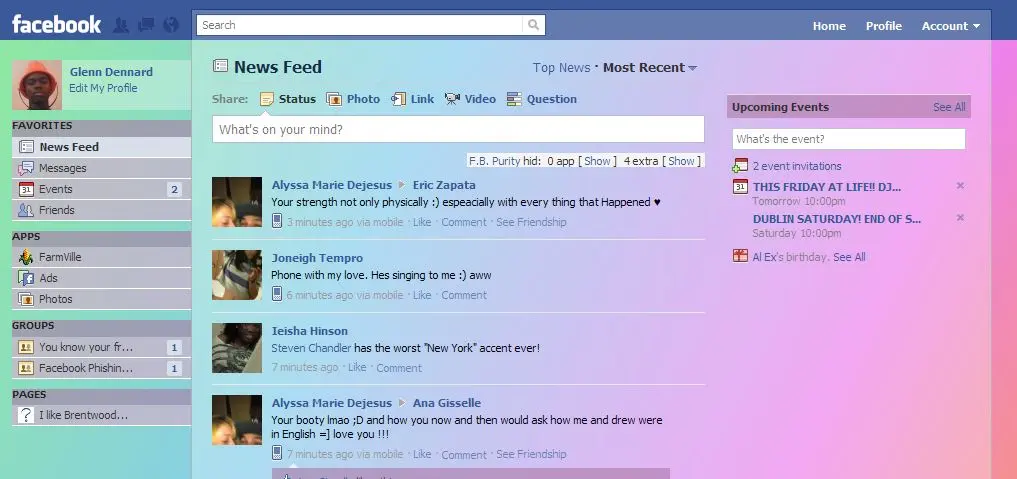 facebook
Search
Home Profile Account
Glenn Dennard
Edit My Profile
FAVORITES
News Feed
Messages
Events 2
Friends
APPS
FarmVille
Ads
Photos
GROUPS
You know your fr... 1
Facebook Phishin... 1
PAGES
I like Brentwood...
News Feed
Top News · Most Recent
Share: Status Photo Link Video Question
What's on your mind?
F.B. Purity hid: 0 app [ Show ] 4 extra [ Show ]
Alyssa Marie Dejesus Eric Zapata
Your strength not only physically :) espeacially with every thing that Happened ♥
3 minutes ago via mobile · Like · Comment · See Friendship
Joneigh Tempro
Phone with my love. Hes singing to me :) aww
6 minutes ago via mobile · Like · Comment
Ieisha Hinson
Steven Chandler has the worst "New York" accent ever!
7 minutes ago · Like · Comment
Alyssa Marie Dejesus Ana Gisselle
Your booty lmao ;D and how you now and then would ask how me and drew were
in English =] love you !!!
7 minutes ago via mobile · Like · Comment · See Friendship
Upcoming Events See All
What's the event?
2 event invitations
31 THIS FRIDAY AT LIFE!! DJ...
Tomorrow 10:00pm
DUBLIN SATURDAY! END OF S...
Saturday 10:00pm
Al Ex's birthday. See All